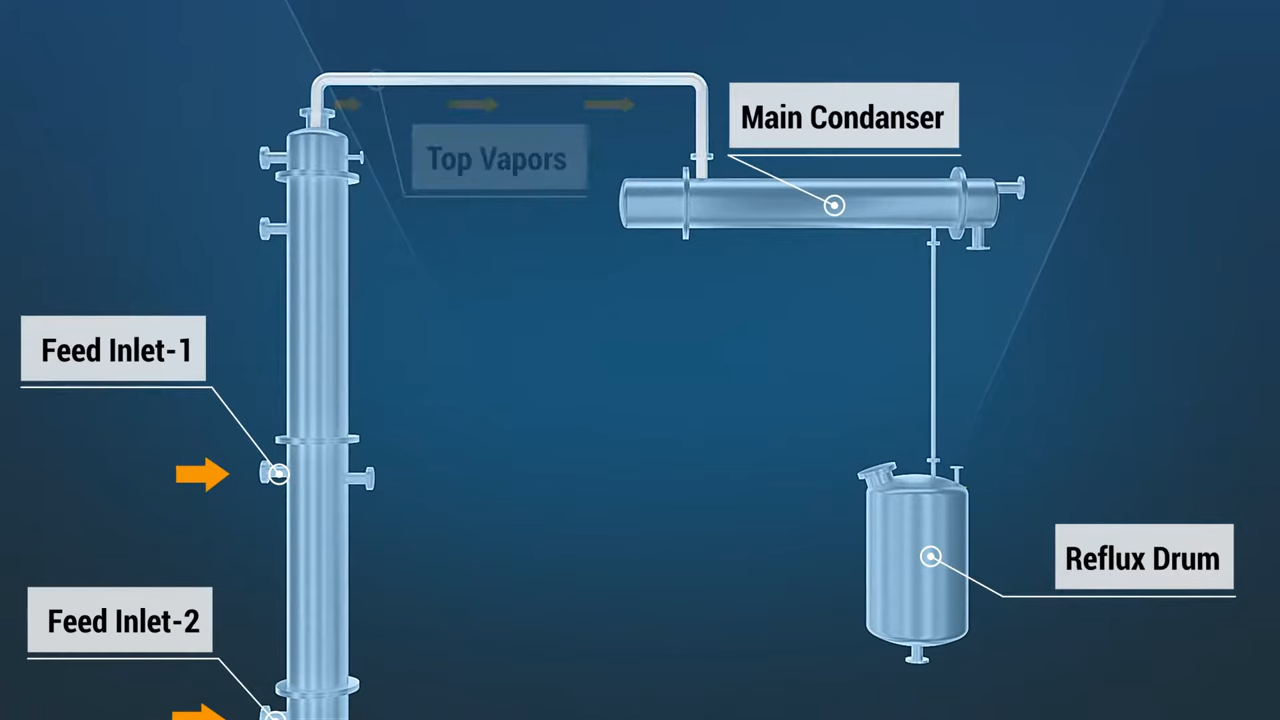 Main Condanser
Top Vapors
Feed Inlet-1
Reflux Drum
Feed Inlet-2